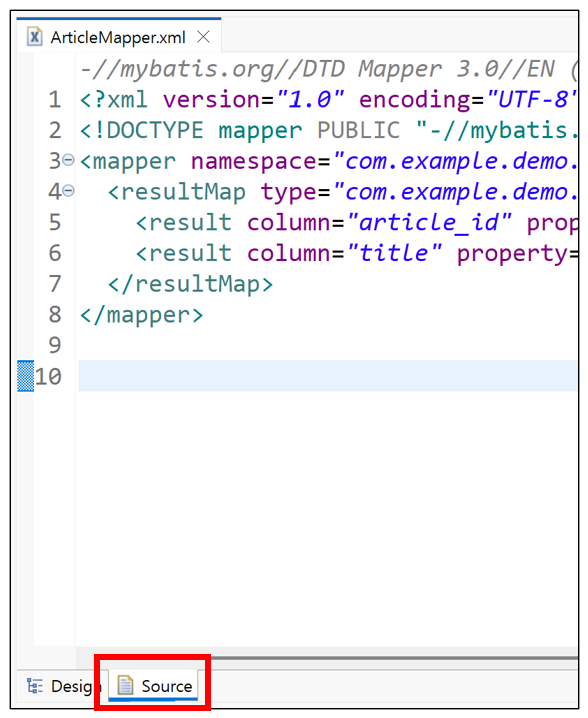 ArticleMapper.xml
-//mybatis.org//DTD Mapper 3.0//EN (
1 <?xml version="1.0" encoding="UTF-8"
2 <!DOCTYPE mapper PUBLIC "-//mybatis.
3 <mapper namespace="com.example.demo.
4 <resultMap type="com.example.demo.
5 <result column="article_id" prop
6 <result column="title" property=
7 </resultMap>
8 </mapper>
9
10
Design Source